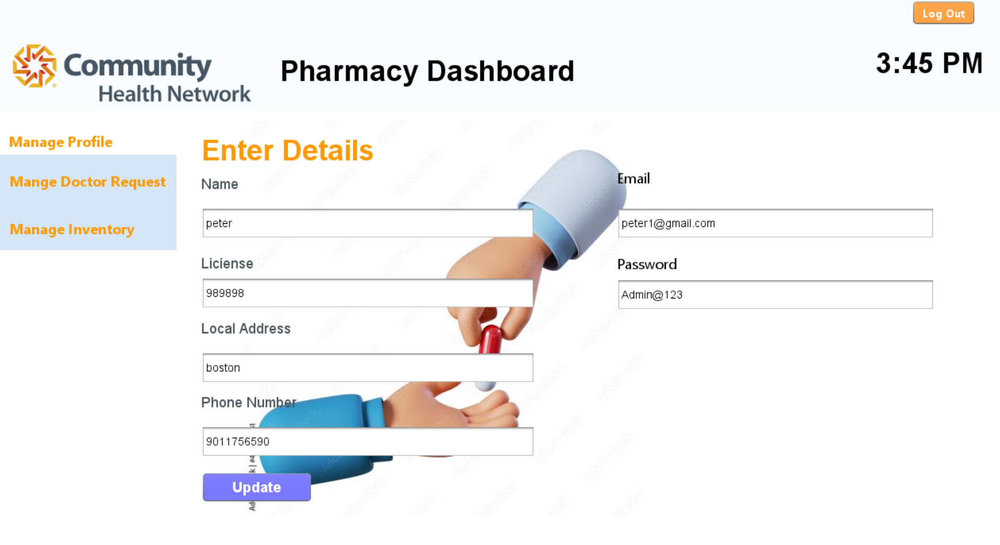 Log Out
Community
Health Network
Pharmacy Dashboard
3:45 PM
Manage Profile
Mange Doctor Request
Manage Inventory
Enter Details
Name
peter
Liciense
989898
Local Address
boston
Phone Number
9011756590
Update
Email
peter1@gmail.com
Password
Admin@123